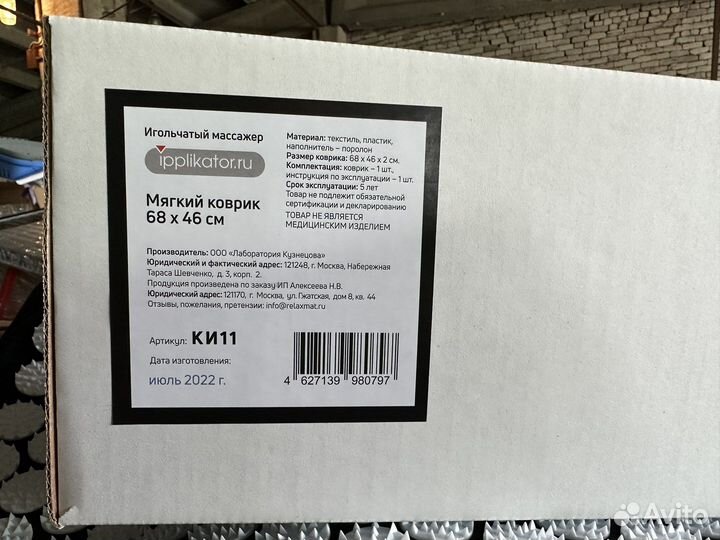 Игольчатый массажер
ipplikator.ru
Мягкий коврик
68 x 46 см
Материал: текстиль, пластик,
наполнитель – поролон
Размер коврика: 68 x 46 x 2 см.
Комплектация: коврик – 1 шт.,
инструкция по эксплуатации – 1 шт.
Срок эксплуатации: 5 лет
Товар не подлежит обязательной
сертификации и декларированию
ТОВАР НЕ ЯВЛЯЕТСЯ
МЕДИЦИНСКИМ ИЗДЕЛИЕМ
Производитель: ООО «Лаборатория Кузнецова»
Юридический и фактический адрес: 121248, г. Москва, Набережная
Тараса Шевченко, д. 3, корп. 2.
Продукция произведена по заказу ИП Алексеева Н.В.
Юридический адрес: 121170, г. Москва, ул. Гжатская, дом 8, кв. 44
Отзывы, пожелания, претензии: info@relaxmat.ru
Артикул: КИ11
Дата изготовления:
июль 2022 г.
4 627139 980797
Avito